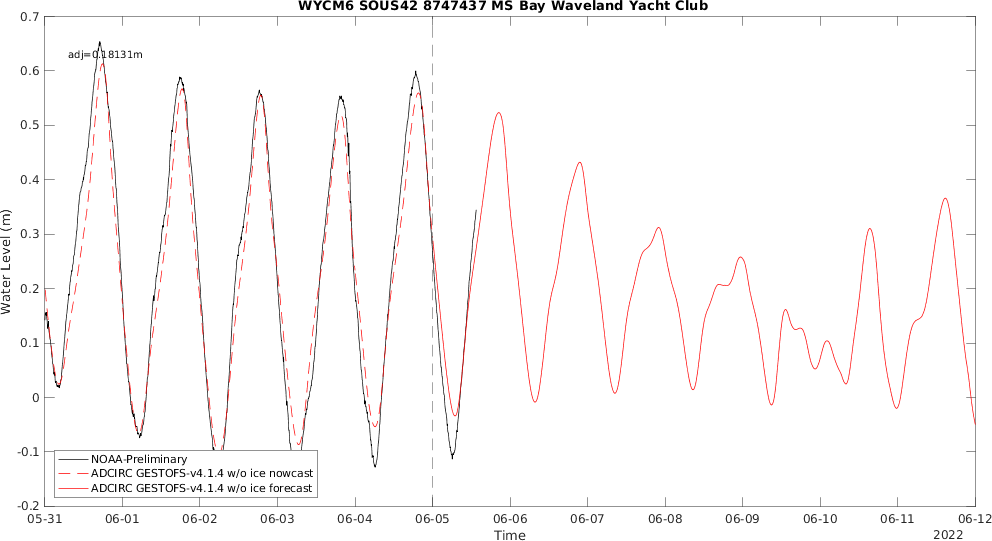 WYCM6 SOUS42 8747437 MS Bay Waveland Yacht Club
adj=0.18131m
Water Level (m)
0.7
0.6
0.5
0.4
0.3
0.2
0.1
0
-0.1
-0.2
NOAA-Preliminary
ADCIRC GESTOFS-v4.1.4 w/o ice nowcast
ADCIRC GESTOFS-v4.1.4 w/o ice forecast
05-31 06-01 06-02 06-03 06-04 06-05 06-06 06-07 06-08 06-09 06-10 06-11 06-12
Time
2022